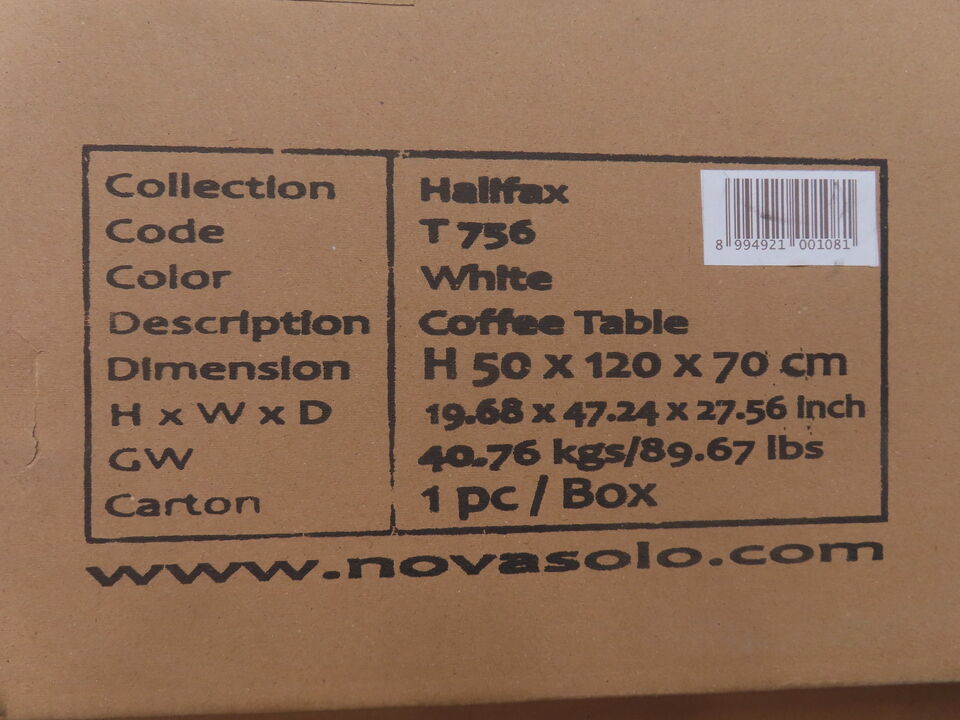 Collection Halifax
Code T 756
Color White
Description Coffee Table
Dimension H 50 x 120 x 70 cm
H x W x D 19.68 x 47.24 x 27.56 inch
GW 40.76 kgs/89.67 lbs
Carton 1 pc / Box
8 994921 001081
www.novasolo.com